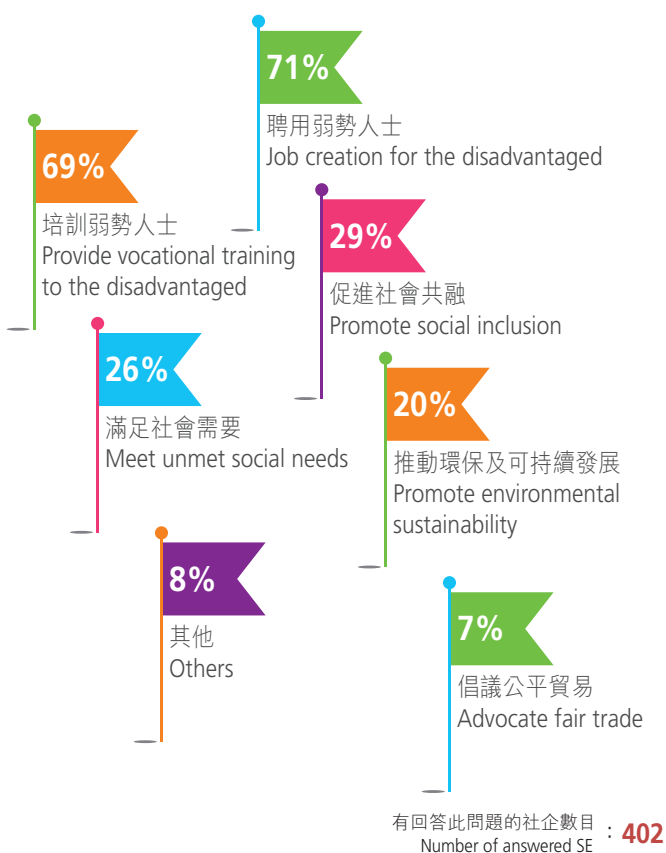 71%
聘用弱勢人士
Job creation for the disadvantaged
69%
培訓弱勢人士
Provide vocational training
to the disadvantaged
29%
促進社會共融
Promote social inclusion
26%
滿足社會需要
Meet unmet social needs
20%
推動環保及可持續發展
Promote environmental
sustainability
8%
其他
Others
7%
倡議公平貿易
Advocate fair trade
有回答此問題的社企數目
Number of answered SE : 402